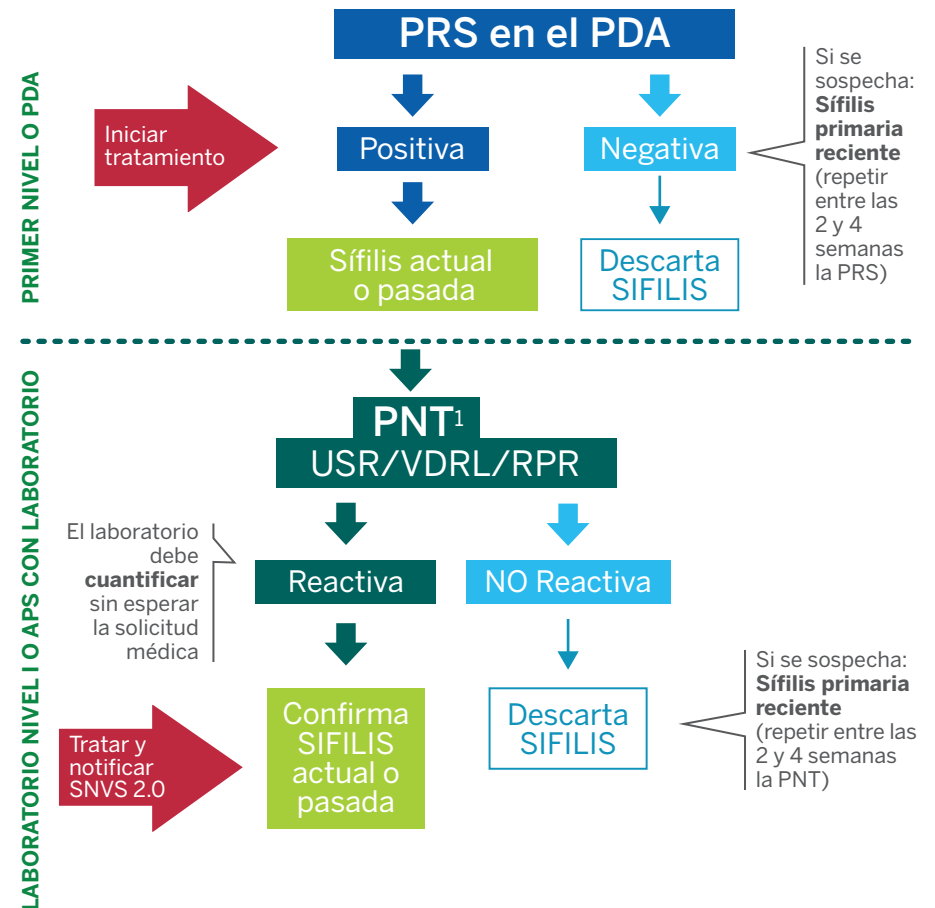 PRIMER NIVEL O PDA
PRS en el PDA
Iniciar
tratamiento
Positiva
Negativa
Si se
sospecha:
Sífilis
primaria
reciente
(repetir
entre las
2 y 4
semanas
la PRS)
Sífilis actual
o pasada
Descarta
SIFILIS
LABORATORIO NIVEL I O APS CON LABORATORIO
PNT1
USR/VDRL/RPR
El laboratorio
debe
cuantificar
sin esperar
la solicitud
médica
Reactiva
NO Reactiva
Tratar y
notificar
SNVS 2.0
Confirma
SIFILIS
actual o
pasada
Descarta
SIFILIS
Si se sospecha:
Sífilis primaria
reciente
(repetir entre las
2 y 4 semanas
la PNT)